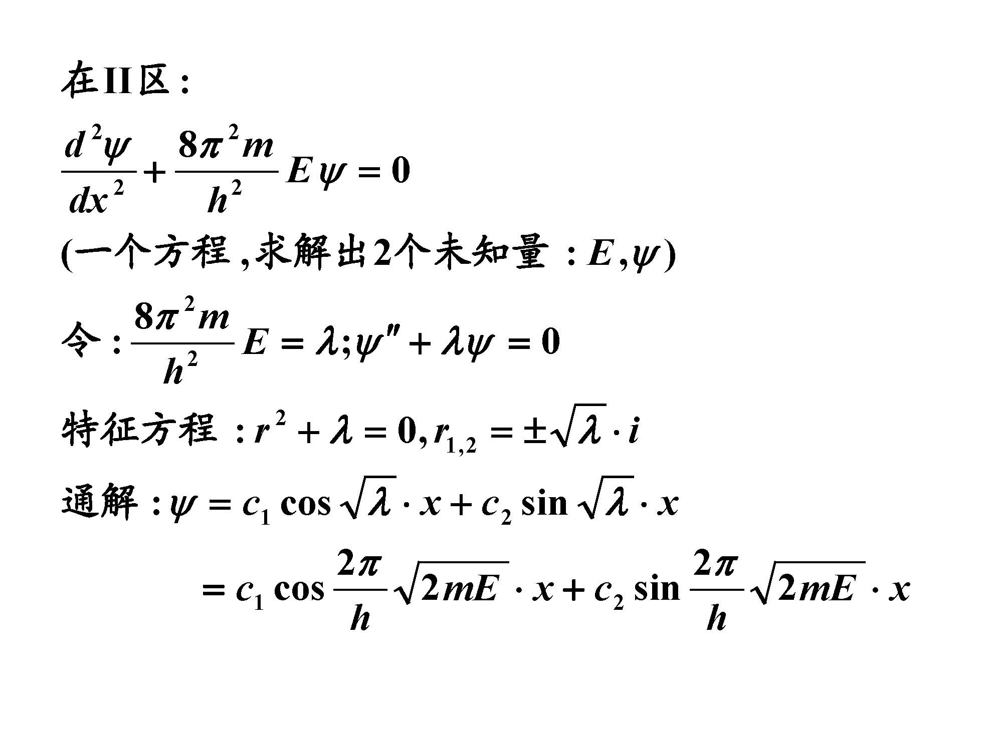 在II区:
$\frac{d^2\psi}{dx^2}+\frac{8\pi^2m}{h^2}E\psi=0$
(一个方程,求解出2个未知量:E,ψ)
令:$\frac{8\pi^2m}{h^2}E=\lambda;\psi''+\lambda\psi=0$
特征方程:$r^2+\lambda=0,r_{1,2}=\pm\sqrt{\lambda}\cdot i$
通解:$\psi=c_1\cos\sqrt{\lambda}\cdot x+c_2\sin\sqrt{\lambda}\cdot x$
$=c_1\cos\frac{2\pi}{h}\sqrt{2mE}\cdot x+c_2\sin\frac{2\pi}{h}\sqrt{2mE}\cdot x$